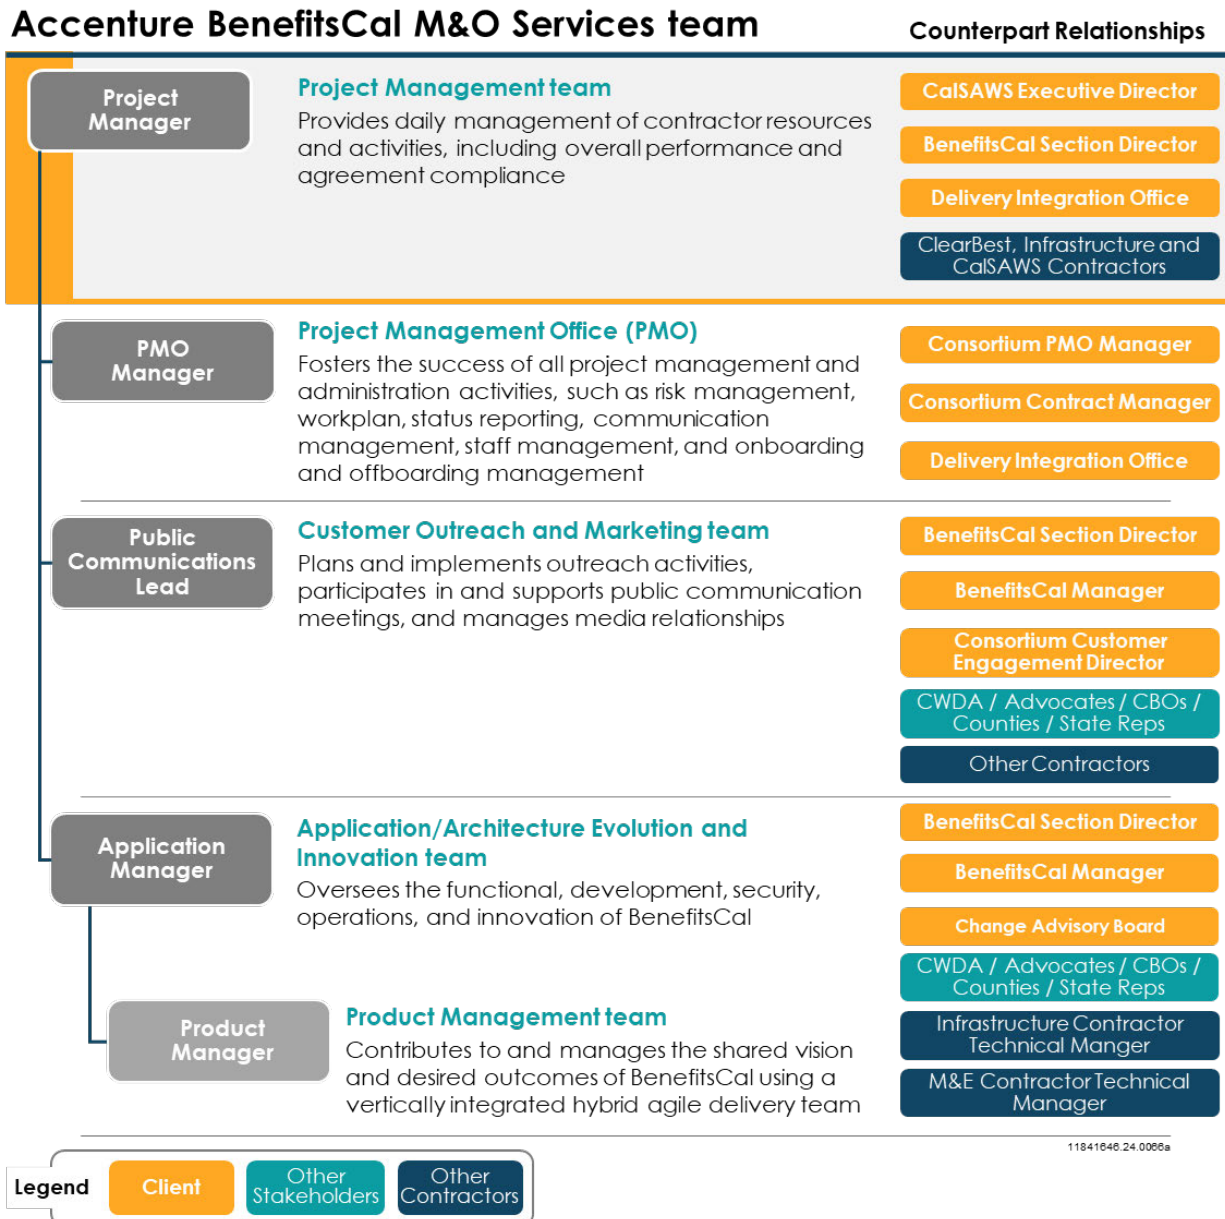 Accenture BenefitsCal M&O Services team
Counterpart Relationships
Project
Manager
Project Management team
Provides daily management of contractor resources
and activities, including overall performance and
agreement compliance
CalSAWS Executive Director
BenefitsCal Section Director
Delivery Integration Office
ClearBest, Infrastructure and
CalSAWS Contractors
PMO
Manager
Project Management Office (PMO)
Fosters the success of all project management and
administration activities, such as risk management,
workplan, status reporting, communication
management, staff management, and onboarding
and offboarding management
Consortium PMO Manager
Consortium Contract Manager
Delivery Integration Office
Public
Communications
Lead
Customer Outreach and Marketing team
Plans and implements outreach activities,
participates in and supports public communication
meetings, and manages media relationships
BenefitsCal Section Director
BenefitsCal Manager
Consortium Customer
Engagement Director
CWDA / Advocates / CBOs /
Counties / State Reps
Other Contractors
Application
Manager
Application/Architecture Evolution and
Innovation team
Oversees the functional, development, security,
operations, and innovation of BenefitsCal
BenefitsCal Section Director
BenefitsCal Manager
Change Advisory Board
CWDA / Advocates / CBOs /
Counties / State Reps
Infrastructure Contractor
Technical Manger
M&E Contractor Technical
Manager
Product
Manager
Product Management team
Contributes to and manages the shared vision
and desired outcomes of BenefitsCal using a
vertically integrated hybrid agile delivery team
11841646.24.0066a
Legend
Client
Other
Stakeholders
Other
Contractors